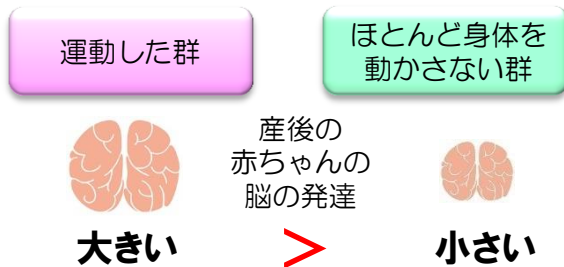 運動した群
ほとんど身体を
動かさない群
産後の
赤ちゃんの
脳の発達
大きい
＞
小さい